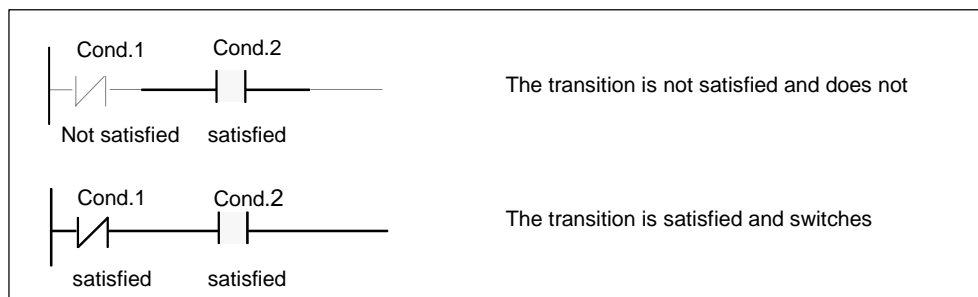 Cond.1 Cond.2
The transition is not satisfied and does not
Not satisfied satisfied
Cond.1 Cond.2
The transition is satisfied and switches
satisfied satisfied